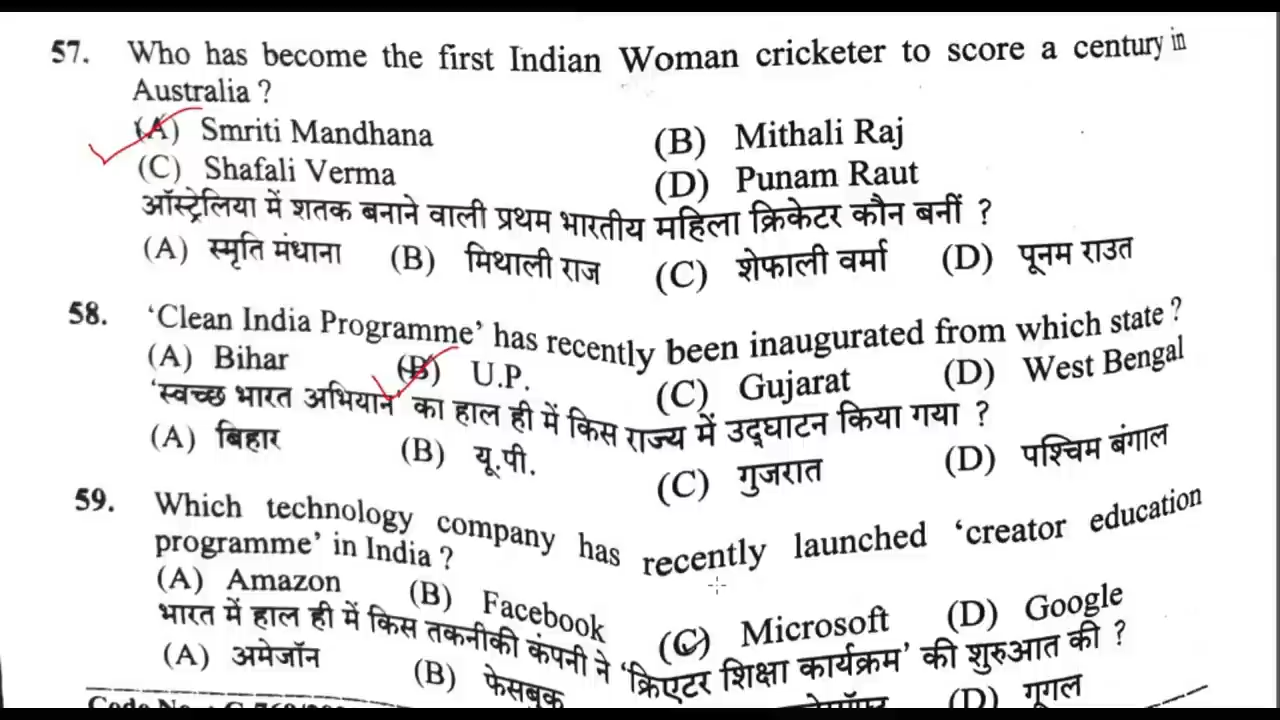 57. Who has become the first Indian Woman cricketer to score a century in
Australia ?
(A) Smriti Mandhana (B) Mithali Raj
(C) Shafali Verma (D) Punam Raut
ऑस्ट्रेलिया में शतक बनाने वाली प्रथम भारतीय महिला क्रिकेटर कौन बनीं ?
(A) स्मृति मंधाना (B) मिथाली राज (C) शेफाली वर्मा (D) पूनम राउत
58. ‘Clean India Programme’ has recently been inaugurated from which state ?
(A) Bihar (B) U.P. (C) Gujarat (D) West Bengal
‘स्वच्छ भारत अभियान’ का हाल ही में किस राज्य में उद्घाटन किया गया ?
(A) बिहार (B) यू.पी. (C) गुजरात (D) पश्चिम बंगाल
59. Which technology company has recently launched ‘creator education
programme’ in India ?
(A) Amazon (B) Facebook (C) Microsoft (D) Google
भारत में हाल ही में किस तकनीकी कंपनी ने ‘क्रिएटर शिक्षा कार्यक्रम’ की शुरुआत की ?
(A) अमेजॉन (B) फेसबुक (D) गूगल
Code No.